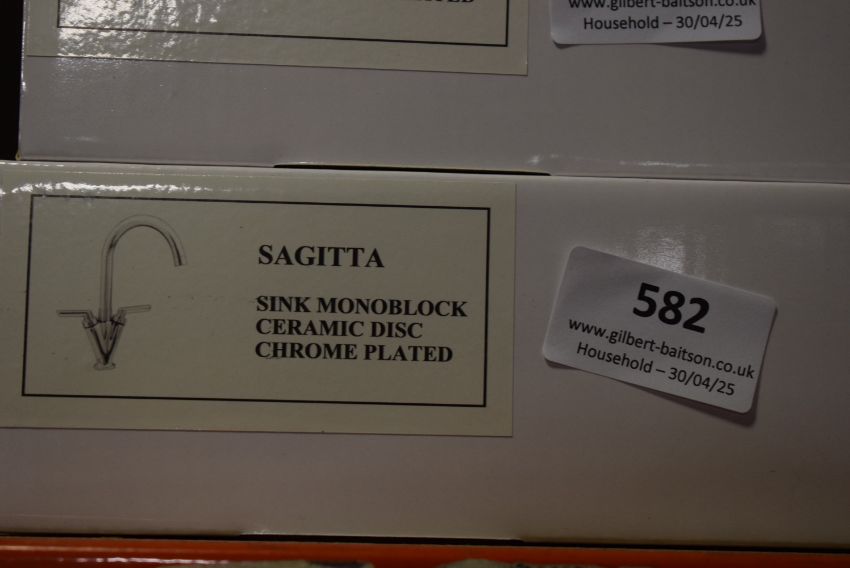 www.gilbert-baitson.co.uk
Household – 30/04/25
SAGITTA
SINK MONOBLOCK
CERAMIC DISC
CHROME PLATED
582
www.gilbert-baitson.co.uk
Household – 30/04/25